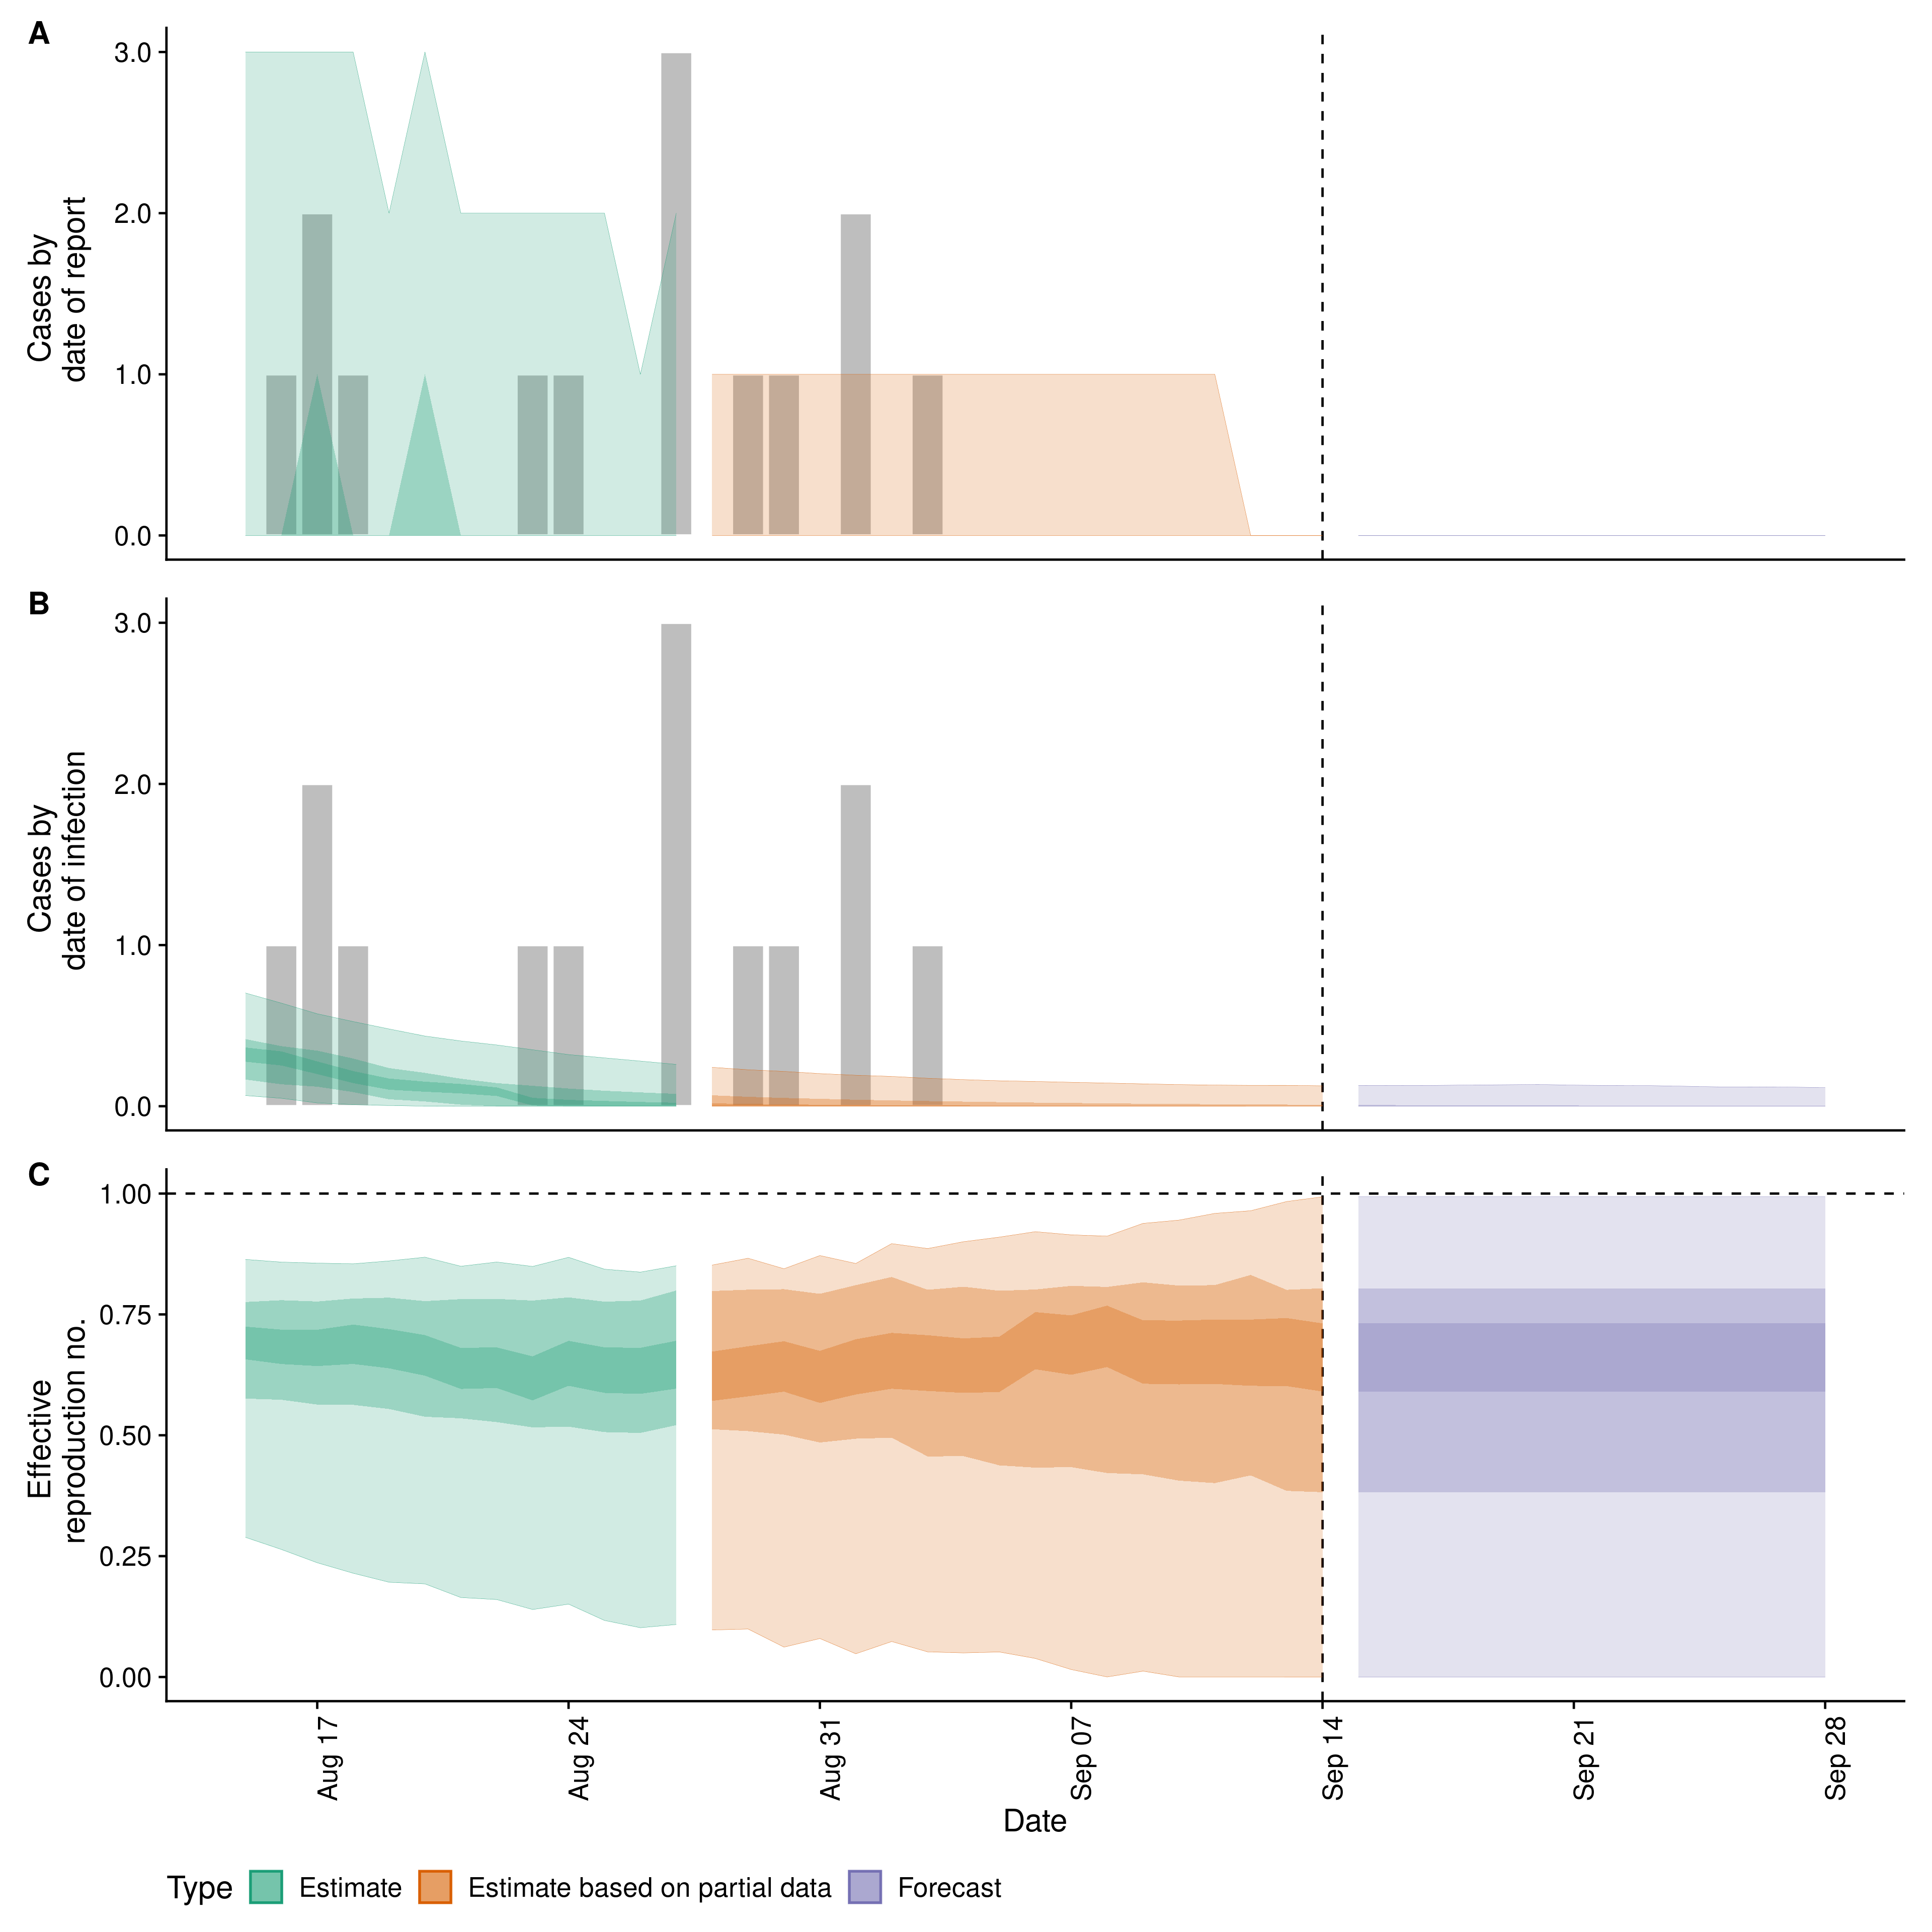 A
3.0
2.0
1.0
0.0
Cases by
date of report
B
3.0
2.0
1.0
0.0
Cases by
date of infection
C
1.00
0.75
0.50
0.25
0.00
Effective
reproduction no.
Aug 17
Aug 24
Aug 31
Sep 07
Sep 14
Sep 21
Sep 28
Date
Type Estimate Estimate based on partial data Forecast